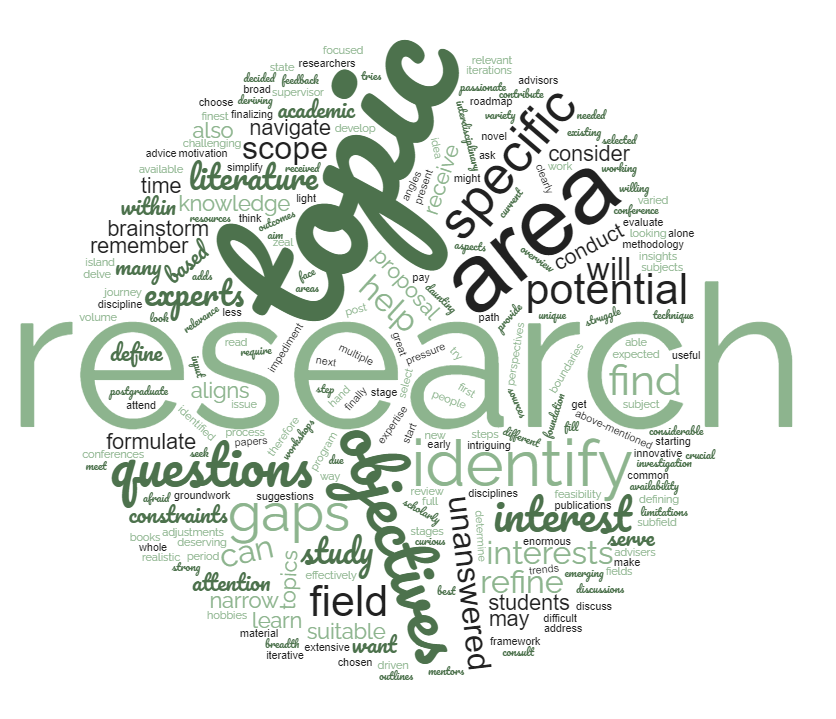 focused
state
researchers
relevant
iterations
decided
feedback
tries
advisors
broad
supervisor
passionate
contribute
choose
deriving
roadmap
finest
finalizing
academic
variety
needed
also
navigate
develop
interdisciplinary
novel
existing
specific
challenging
scope
idea
selected
advice
motivation
topic
receive
ask
consider
available
simplify
received
angles
present
might
clearly
work
working
time
literature
willing
within
knowledge
light
current
area
varied
resources
think
outcomes
conference
evaluate
brainstorm
aim
conduct
looking
alone
remember
based
zeal
aspects
overview
methodology
island
delve
many
adds
face
areas
proposal
pay
daunting
will
insights
subjects
journey
experts
help
potential
discipline
less
post
path
provide
unique
struggle
technique
volume
look
relevance
research
define
input
read
require
impediment
next
multiple
great
pressure
try
perspectives
boundaries
able
expected
useful
postgraduate
aligns
step
hand
finally
stage
select
first
people
sources
foundation
find
attend
issue
get
subject
identified
process
papers
therefore
workshops
expertise
start
fill
above-mentioned
considerable
formulate
new
early
steps
intriguing
different
starting
conferences
seek
program
objectives
identify
innovative
crucial
meet
questions
due
investigation
common
way
availability
afraid
groundwork
suggestions
review
full
disciplines
feasibility
defining
publications
limitations
constraints
gaps
scholarly
unanswered
determine
interest
subfield
books
adjustments
stages
enormous
serve
whole
deserving
curious
interests
advisers
realistic
period
can
study
make
strong
topics
trends
emerging
fields
attention
effectively
refine
discussions
narrow
field
best
students
discuss
hobbies
learn
may
difficult
address
material
suitable
breadth
extensive
want
framework
iterative
chosen
consult
driven
mentors
outlines